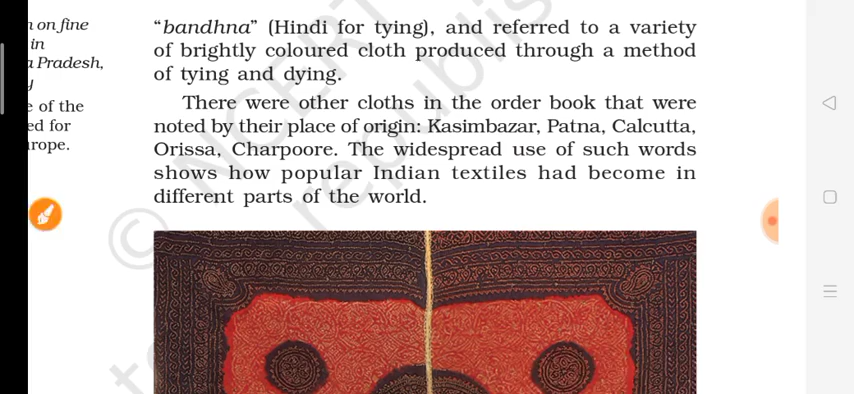 n on fine
in
a Pradesh,
y
e of the
ed for
urope.
“bandhna” (Hindi for tying), and referred to a variety
of brightly coloured cloth produced through a method
of tying and dying.
There were other cloths in the order book that were
noted by their place of origin: Kasimbazar, Patna, Calcutta,
Orissa, Charpoore. The widespread use of such words
shows how popular Indian textiles had become in
different parts of the world.
© NCERT
republis